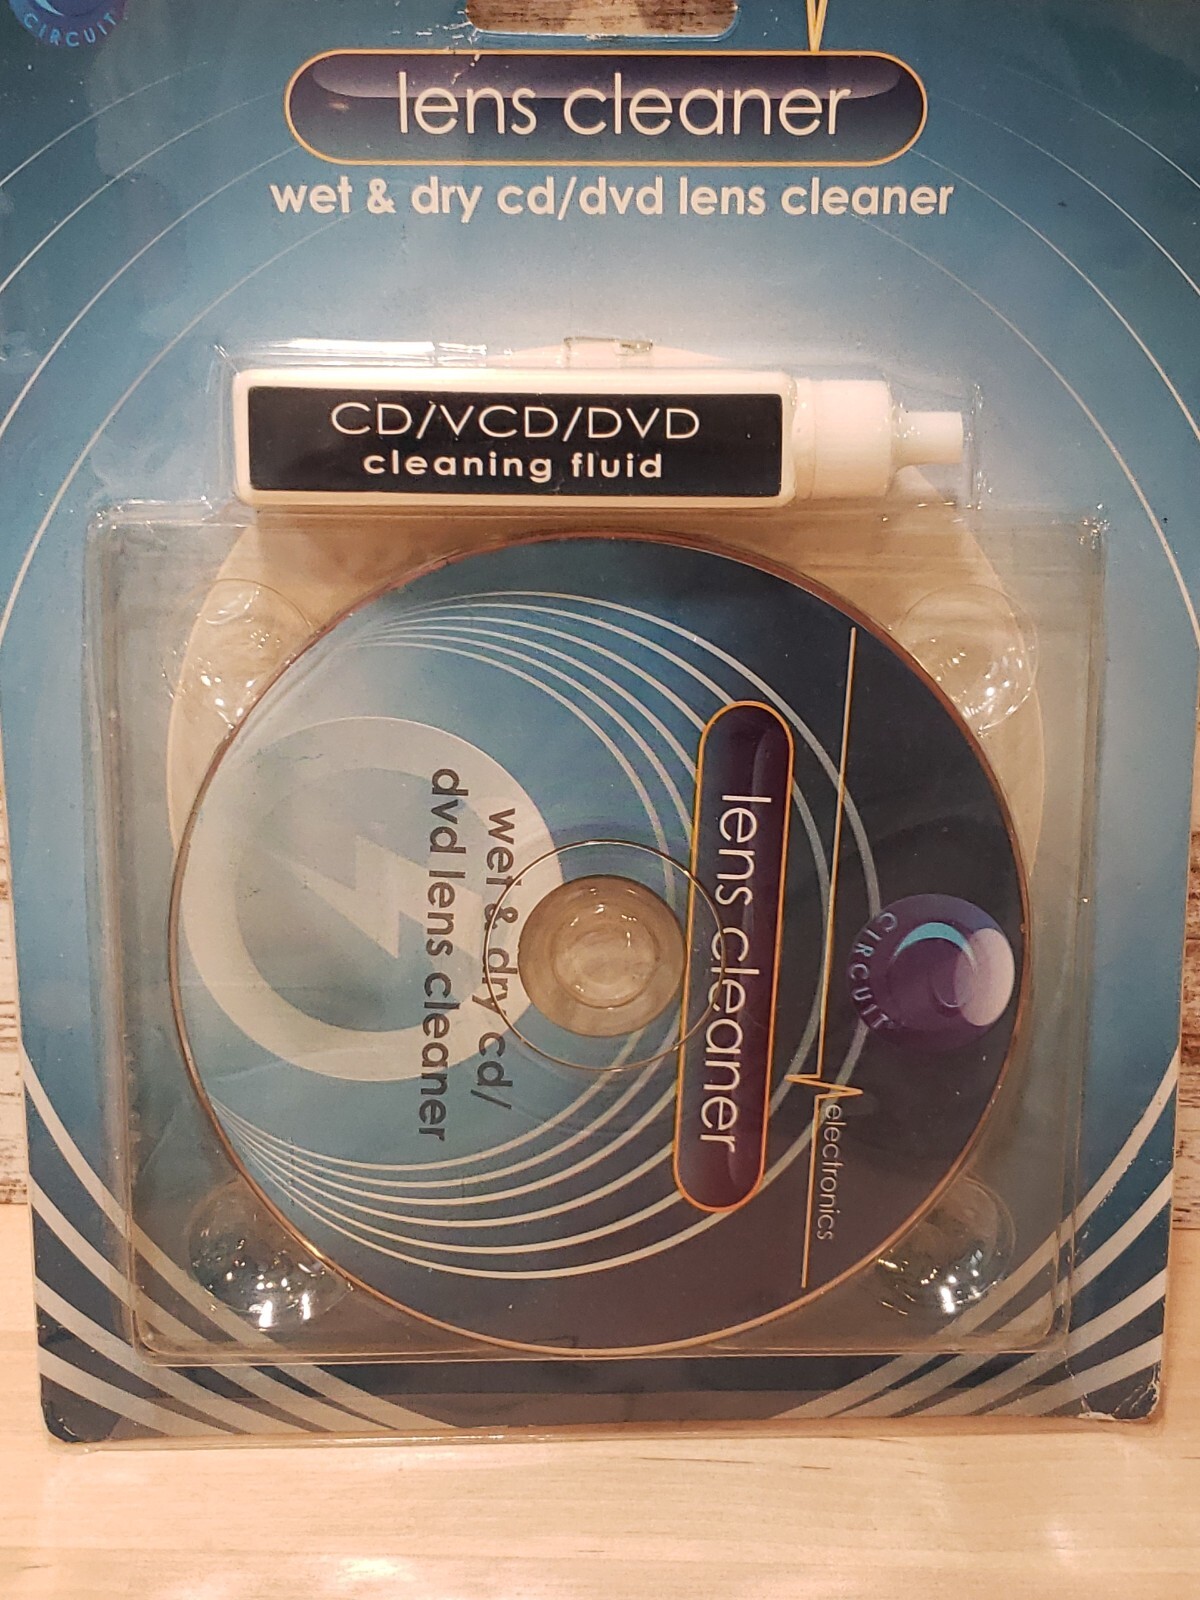 CIRCUIT
lens cleaner
wet & dry cd/dvd lens cleaner
CD/VCD/DVD
cleaning fluid
CIRCUIT
electronics
lens cleaner
wet & dry cd/
dvd lens cleaner